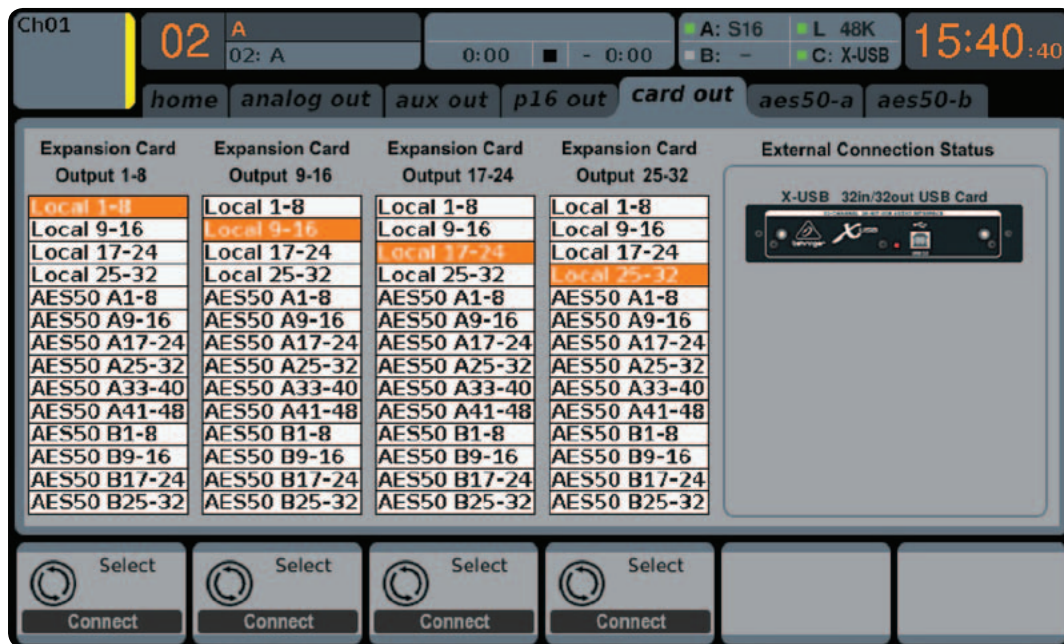 Ch01
02
A
02: A
0:00 - 0:00
A: S16
B: -
L 48K
C: X-USB
15:40:40
home analog out aux out p16 out card out aes50-a aes50-b
Expansion Card
Output 1-8
Local 1-8
Local 9-16
Local 17-24
Local 25-32
AES50 A1-8
AES50 A9-16
AES50 A17-24
AES50 A25-32
AES50 A33-40
AES50 A41-48
AES50 B1-8
AES50 B9-16
AES50 B17-24
AES50 B25-32
Expansion Card
Output 9-16
Local 1-8
Local 9-16
Local 17-24
Local 25-32
AES50 A1-8
AES50 A9-16
AES50 A17-24
AES50 A25-32
AES50 A33-40
AES50 A41-48
AES50 B1-8
AES50 B9-16
AES50 B17-24
AES50 B25-32
Expansion Card
Output 17-24
Local 1-8
Local 9-16
Local 17-24
Local 25-32
AES50 A1-8
AES50 A9-16
AES50 A17-24
AES50 A25-32
AES50 A33-40
AES50 A41-48
AES50 B1-8
AES50 B9-16
AES50 B17-24
AES50 B25-32
Expansion Card
Output 25-32
Local 1-8
Local 9-16
Local 17-24
Local 25-32
AES50 A1-8
AES50 A9-16
AES50 A17-24
AES50 A25-32
AES50 A33-40
AES50 A41-48
AES50 B1-8
AES50 B9-16
AES50 B17-24
AES50 B25-32
External Connection Status
X-USB 32in/32out USB Card
behringer
Select
Connect
Select
Connect
Select
Connect
Select
Connect